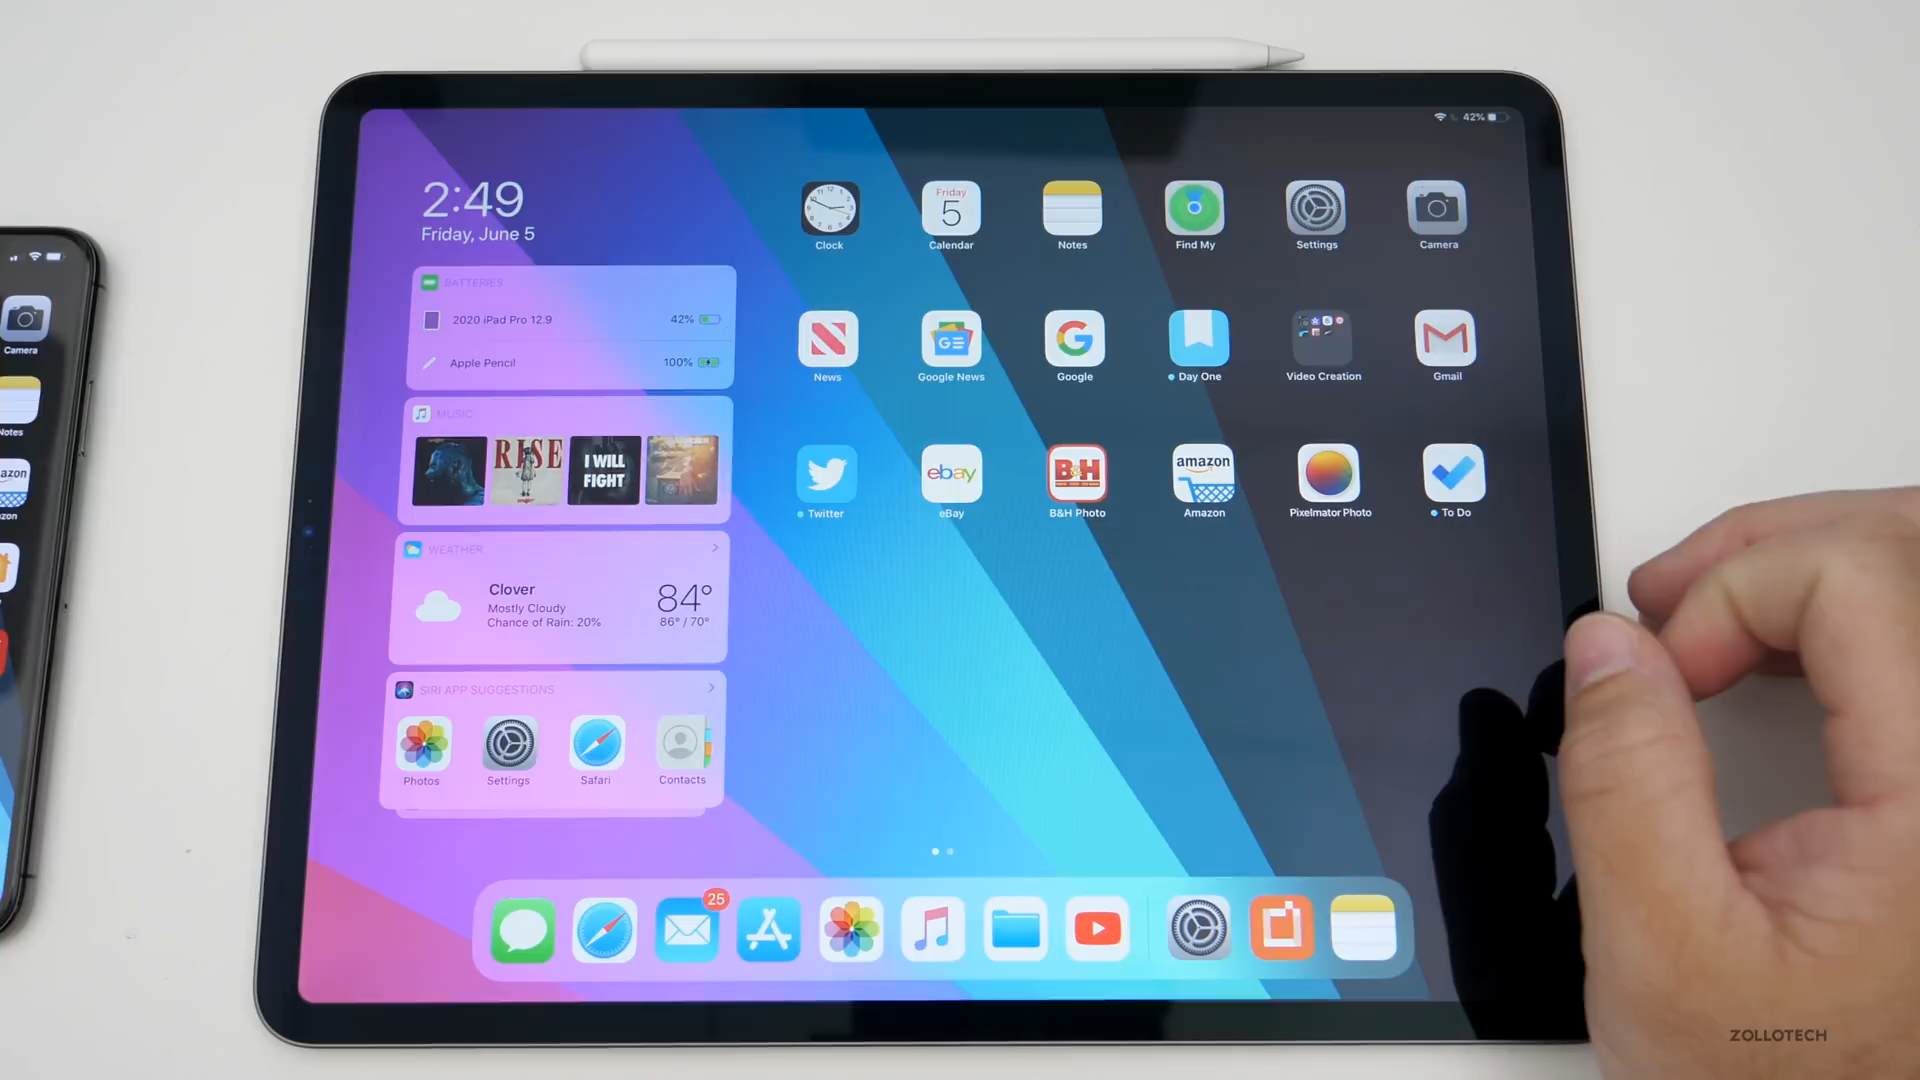 42%
2:49
Friday, June 5
BATTERIES
2020 iPad Pro 12.9
42%
Apple Pencil
100%
MUSIC
RISE
I WILL
FIGHT
WEATHER
Clover
Mostly Cloudy
Chance of Rain: 20%
84°
86° / 70°
SIRI APP SUGGESTIONS
Photos
Settings
Safari
Contacts
Clock
Friday
5
Calendar
Notes
Find My
Settings
Camera
News
GE
Google News
G
Google
Day One
Video Creation
Gmail
Twitter
ebay
eBay
B&H
B&H Photo
amazon
Amazon
Pixelmator Photo
To Do
25
Camera
Notes
azon
zon
ZOLLOTECH